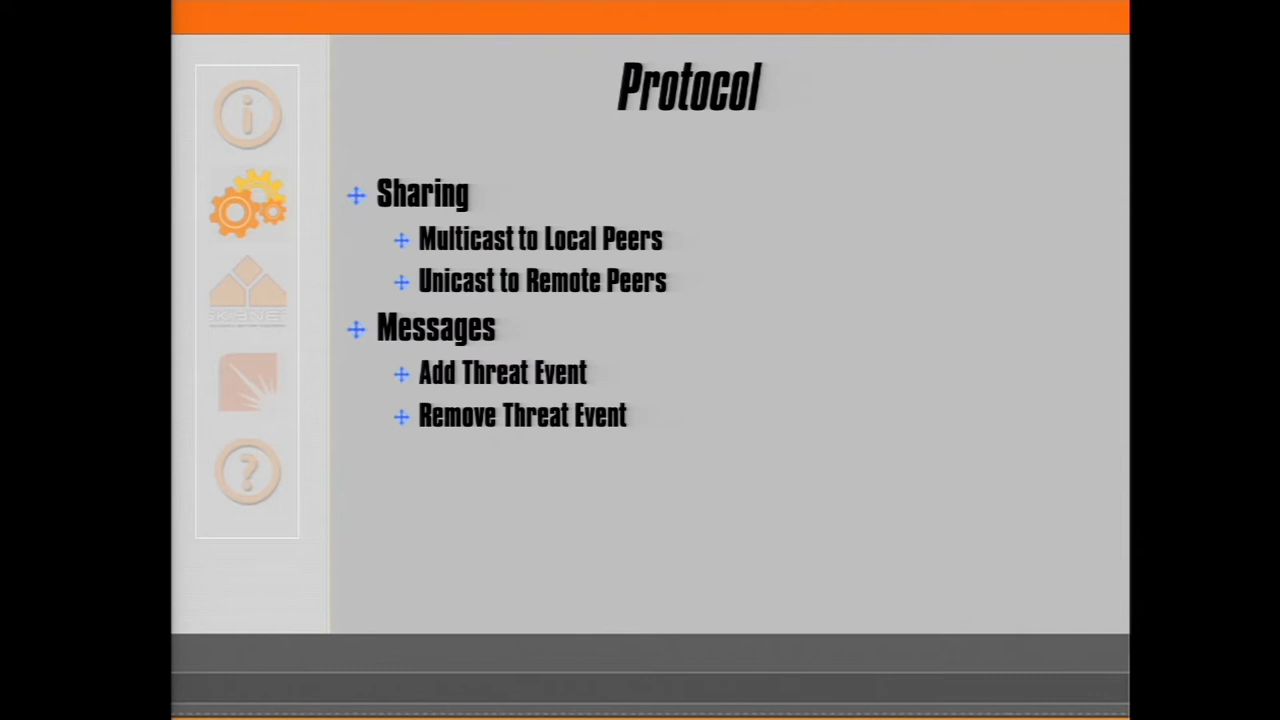 Protocol
Sharing
Multicast to Local Peers
Unicast to Remote Peers
Messages
Add Threat Event
Remove Threat Event